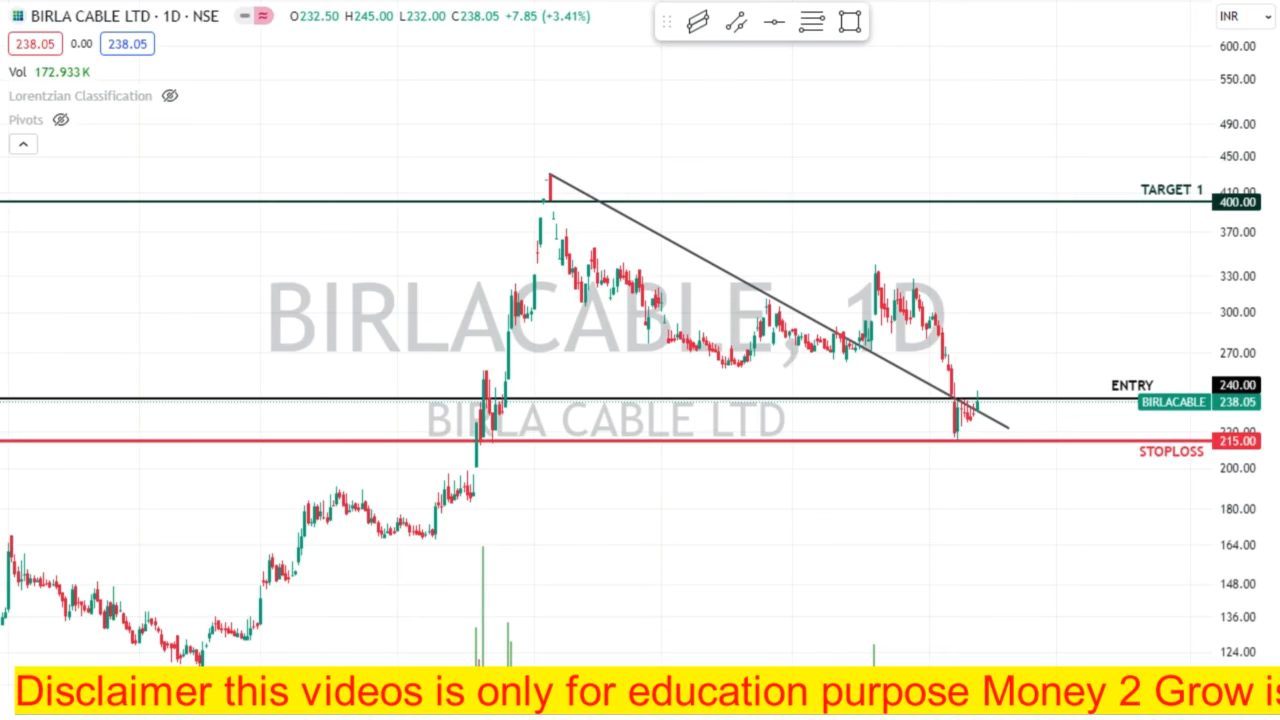 BIRLA CABLE LTD · 1D · NSE
O232.50 H245.00 L232.00 C238.05 +7.85 (+3.41%)
INR
238.05 0.00 238.05
Vol 172.933K
Lorentzian Classification
Pivots
600.00
550.00
490.00
450.00
410.00
TARGET 1
400.00
370.00
330.00
300.00
270.00
BIRLACABLE, 1D
BIRLA CABLE LTD
ENTRY
240.00
BIRLACABLE 238.05
220.00
215.00
STOPLOSS
200.00
180.00
164.00
148.00
136.00
124.00
Disclaimer this videos is only for education purpose Money 2 Grow is